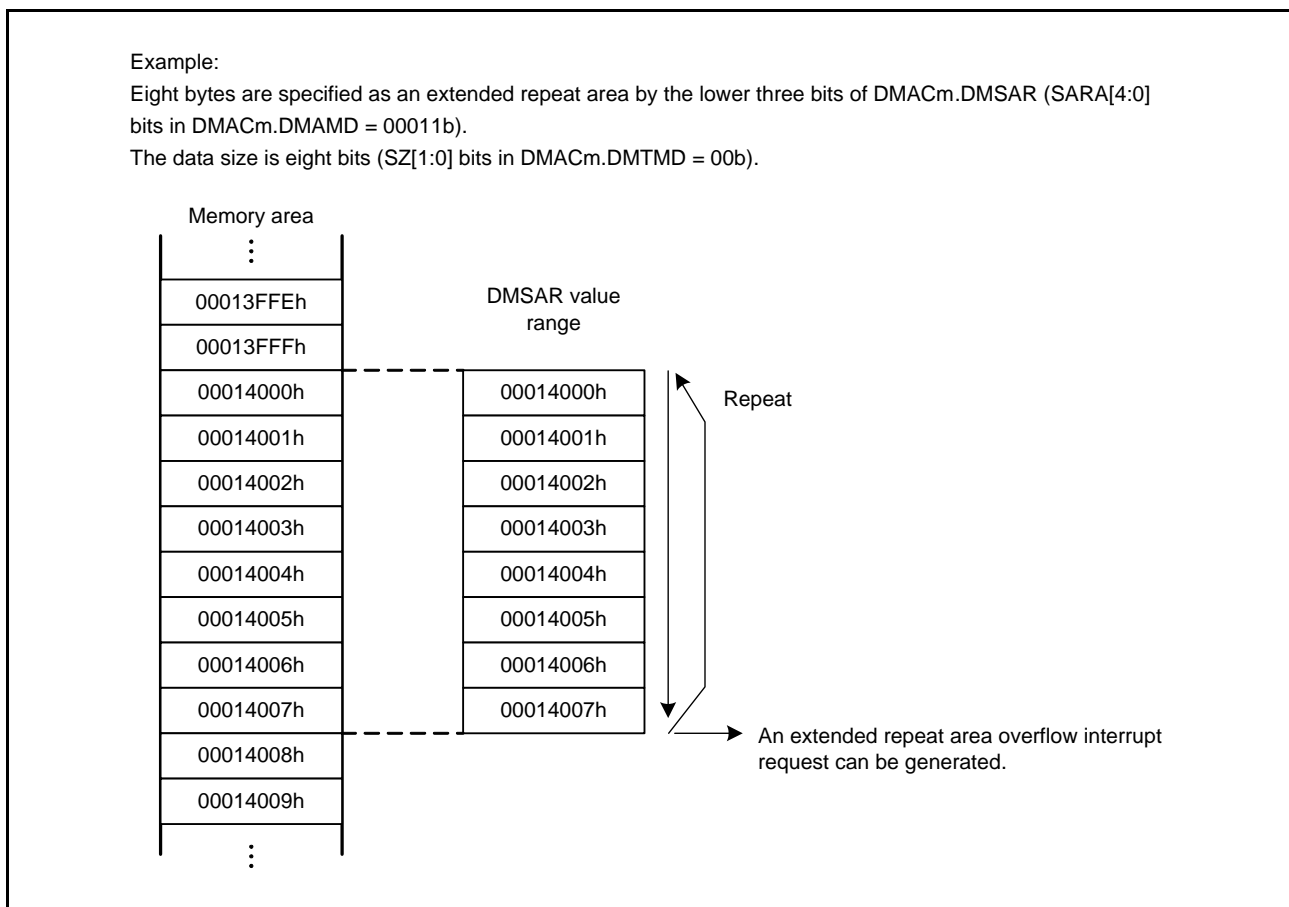 Example:
Eight bytes are specified as an extended repeat area by the lower three bits of DMACm.DMSAR (SARA[4:0]
bits in DMACm.DMAMD = 00011b).
The data size is eight bits (SZ[1:0] bits in DMACm.DMTMD = 00b).
Memory area
00013FFEh
00013FFFh
00014000h
00014001h
00014002h
00014003h
00014004h
00014005h
00014006h
00014007h
00014008h
00014009h
DMSAR value
range
00014000h
00014001h
00014002h
00014003h
00014004h
00014005h
00014006h
00014007h
Repeat
An extended repeat area overflow interrupt
request can be generated.